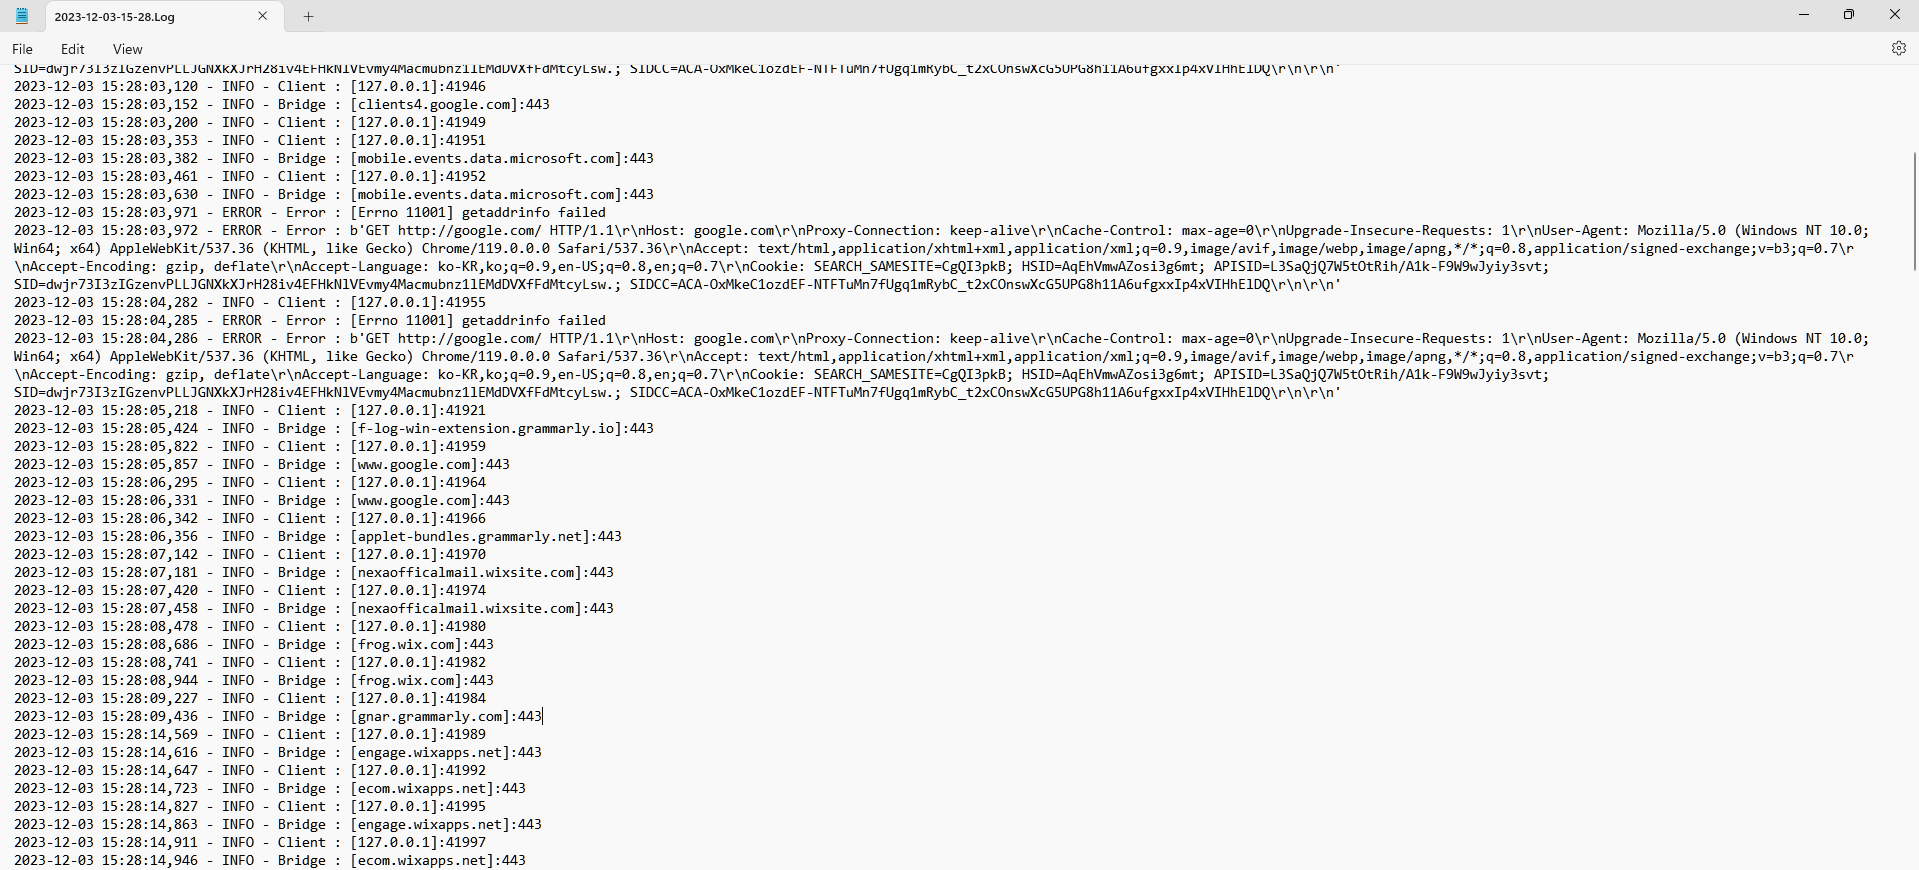 2023-12-03-15-28.Log
File Edit View
SID=dwjr73I3zIGzenvPLLJGNXkXJrH28iv4EFHkNlVEvmy4Macmubnz1lEMdDVXfFdMtcyLsw.; SIDCC=ACA-OxMkeC1ozdEF-NTFTuMn7fUgq1mRybC_t2xCOnswXcG5UPG8h11A6ufgxxIp4xVIHhElDQ\r\n\r\n'
2023-12-03 15:28:03,120 - INFO - Client : [127.0.0.1]:41946
2023-12-03 15:28:03,152 - INFO - Bridge : [clients4.google.com]:443
2023-12-03 15:28:03,200 - INFO - Client : [127.0.0.1]:41949
2023-12-03 15:28:03,353 - INFO - Client : [127.0.0.1]:41951
2023-12-03 15:28:03,382 - INFO - Bridge : [mobile.events.data.microsoft.com]:443
2023-12-03 15:28:03,461 - INFO - Client : [127.0.0.1]:41952
2023-12-03 15:28:03,630 - INFO - Bridge : [mobile.events.data.microsoft.com]:443
2023-12-03 15:28:03,971 - ERROR - Error : [Errno 11001] getaddrinfo failed
2023-12-03 15:28:03,972 - ERROR - Error : b'GET http://google.com/ HTTP/1.1\r\nHost: google.com\r\nProxy-Connection: keep-alive\r\nCache-Control: max-age=0\r\nUpgrade-Insecure-Requests: 1\r\nUser-Agent: Mozilla/5.0 (Windows NT 10.0;
Win64; x64) AppleWebKit/537.36 (KHTML, like Gecko) Chrome/119.0.0.0 Safari/537.36\r\nAccept: text/html,application/xhtml+xml,application/xml;q=0.9,image/avif,image/webp,image/apng,*/*;q=0.8,application/signed-exchange;v=b3;q=0.7\r
\nAccept-Encoding: gzip, deflate\r\nAccept-Language: ko-KR,ko;q=0.9,en-US;q=0.8,en;q=0.7\r\nCookie: SEARCH_SAMESITE=CgQI3pkB; HSID=AqEhVmwAZosi3g6mt; APISID=L3SaQjQ7W5tOtRih/A1k-F9W9wJyiy3svt;
SID=dwjr73I3zIGzenvPLLJGNXkXJrH28iv4EFHkNlVEvmy4Macmubnz1lEMdDVXfFdMtcyLsw.; SIDCC=ACA-OxMkeC1ozdEF-NTFTuMn7fUgq1mRybC_t2xCOnswXcG5UPG8h11A6ufgxxIp4xVIHhElDQ\r\n\r\n'
2023-12-03 15:28:04,282 - INFO - Client : [127.0.0.1]:41955
2023-12-03 15:28:04,285 - ERROR - Error : [Errno 11001] getaddrinfo failed
2023-12-03 15:28:04,286 - ERROR - Error : b'GET http://google.com/ HTTP/1.1\r\nHost: google.com\r\nProxy-Connection: keep-alive\r\nCache-Control: max-age=0\r\nUpgrade-Insecure-Requests: 1\r\nUser-Agent: Mozilla/5.0 (Windows NT 10.0;
Win64; x64) AppleWebKit/537.36 (KHTML, like Gecko) Chrome/119.0.0.0 Safari/537.36\r\nAccept: text/html,application/xhtml+xml,application/xml;q=0.9,image/avif,image/webp,image/apng,*/*;q=0.8,application/signed-exchange;v=b3;q=0.7\r
\nAccept-Encoding: gzip, deflate\r\nAccept-Language: ko-KR,ko;q=0.9,en-US;q=0.8,en;q=0.7\r\nCookie: SEARCH_SAMESITE=CgQI3pkB; HSID=AqEhVmwAZosi3g6mt; APISID=L3SaQjQ7W5tOtRih/A1k-F9W9wJyiy3svt;
SID=dwjr73I3zIGzenvPLLJGNXkXJrH28iv4EFHkNlVEvmy4Macmubnz1lEMdDVXfFdMtcyLsw.; SIDCC=ACA-OxMkeC1ozdEF-NTFTuMn7fUgq1mRybC_t2xCOnswXcG5UPG8h11A6ufgxxIp4xVIHhElDQ\r\n\r\n'
2023-12-03 15:28:05,218 - INFO - Client : [127.0.0.1]:41921
2023-12-03 15:28:05,424 - INFO - Bridge : [f-log-win-extension.grammarly.io]:443
2023-12-03 15:28:05,822 - INFO - Client : [127.0.0.1]:41959
2023-12-03 15:28:05,857 - INFO - Bridge : [www.google.com]:443
2023-12-03 15:28:06,295 - INFO - Client : [127.0.0.1]:41964
2023-12-03 15:28:06,331 - INFO - Bridge : [www.google.com]:443
2023-12-03 15:28:06,342 - INFO - Client : [127.0.0.1]:41966
2023-12-03 15:28:06,356 - INFO - Bridge : [applet-bundles.grammarly.net]:443
2023-12-03 15:28:07,142 - INFO - Client : [127.0.0.1]:41970
2023-12-03 15:28:07,181 - INFO - Bridge : [nexaofficalmail.wixsite.com]:443
2023-12-03 15:28:07,420 - INFO - Client : [127.0.0.1]:41974
2023-12-03 15:28:07,458 - INFO - Bridge : [nexaofficalmail.wixsite.com]:443
2023-12-03 15:28:08,478 - INFO - Client : [127.0.0.1]:41980
2023-12-03 15:28:08,686 - INFO - Bridge : [frog.wix.com]:443
2023-12-03 15:28:08,741 - INFO - Client : [127.0.0.1]:41982
2023-12-03 15:28:08,944 - INFO - Bridge : [frog.wix.com]:443
2023-12-03 15:28:09,227 - INFO - Client : [127.0.0.1]:41984
2023-12-03 15:28:09,436 - INFO - Bridge : [gnar.grammarly.com]:443
2023-12-03 15:28:14,569 - INFO - Client : [127.0.0.1]:41989
2023-12-03 15:28:14,616 - INFO - Bridge : [engage.wixapps.net]:443
2023-12-03 15:28:14,647 - INFO - Client : [127.0.0.1]:41992
2023-12-03 15:28:14,723 - INFO - Bridge : [ecom.wixapps.net]:443
2023-12-03 15:28:14,827 - INFO - Client : [127.0.0.1]:41995
2023-12-03 15:28:14,863 - INFO - Bridge : [engage.wixapps.net]:443
2023-12-03 15:28:14,911 - INFO - Client : [127.0.0.1]:41997
2023-12-03 15:28:14,946 - INFO - Bridge : [ecom.wixapps.net]:443